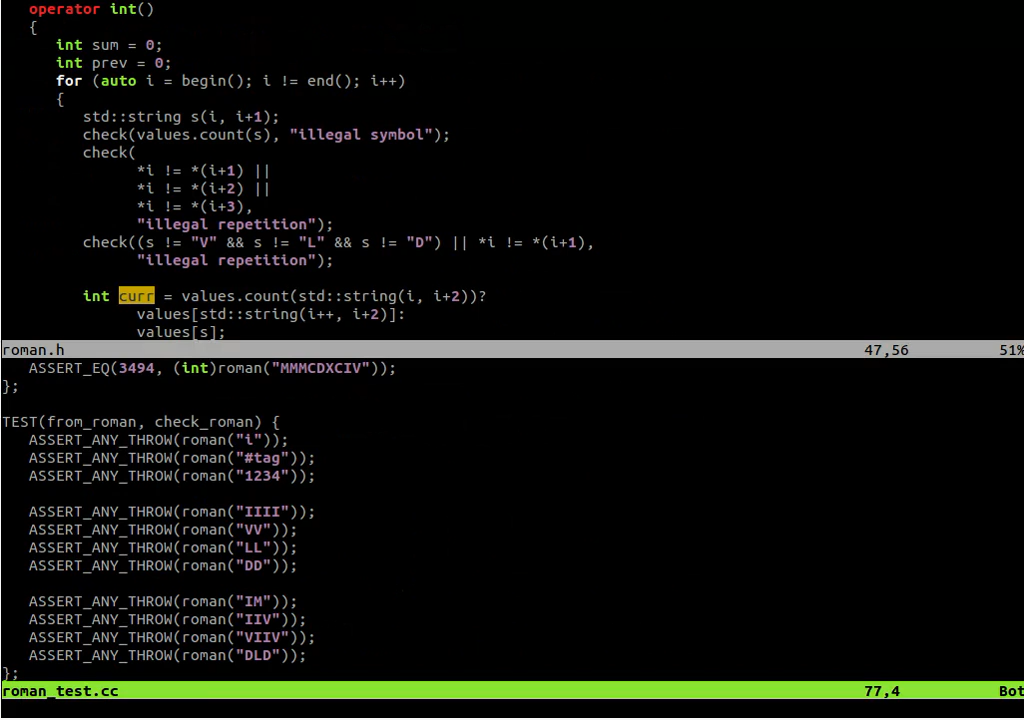 operator int()
{
int sum = 0;
int prev = 0;
for (auto i = begin(); i != end(); i++)
{
std::string s(i, i+1);
check(values.count(s), "illegal symbol");
check(
*i != *(i+1) ||
*i != *(i+2) ||
*i != *(i+3),
"illegal repetition");
check((s != "V" && s != "L" && s != "D") || *i != *(i+1),
"illegal repetition");
int curr = values.count(std::string(i, i+2))?
values[std::string(i++, i+2)]:
values[s];
roman.h 47,56 51%
ASSERT_EQ(3494, (int)roman("MMMCDXCIV"));
};
TEST(from_roman, check_roman) {
ASSERT_ANY_THROW(roman("i"));
ASSERT_ANY_THROW(roman("#tag"));
ASSERT_ANY_THROW(roman("1234"));
ASSERT_ANY_THROW(roman("IIII"));
ASSERT_ANY_THROW(roman("VV"));
ASSERT_ANY_THROW(roman("LL"));
ASSERT_ANY_THROW(roman("DD"));
ASSERT_ANY_THROW(roman("IM"));
ASSERT_ANY_THROW(roman("IIV"));
ASSERT_ANY_THROW(roman("VIIV"));
ASSERT_ANY_THROW(roman("DLD"));
};
roman_test.cc 77,4 Bot